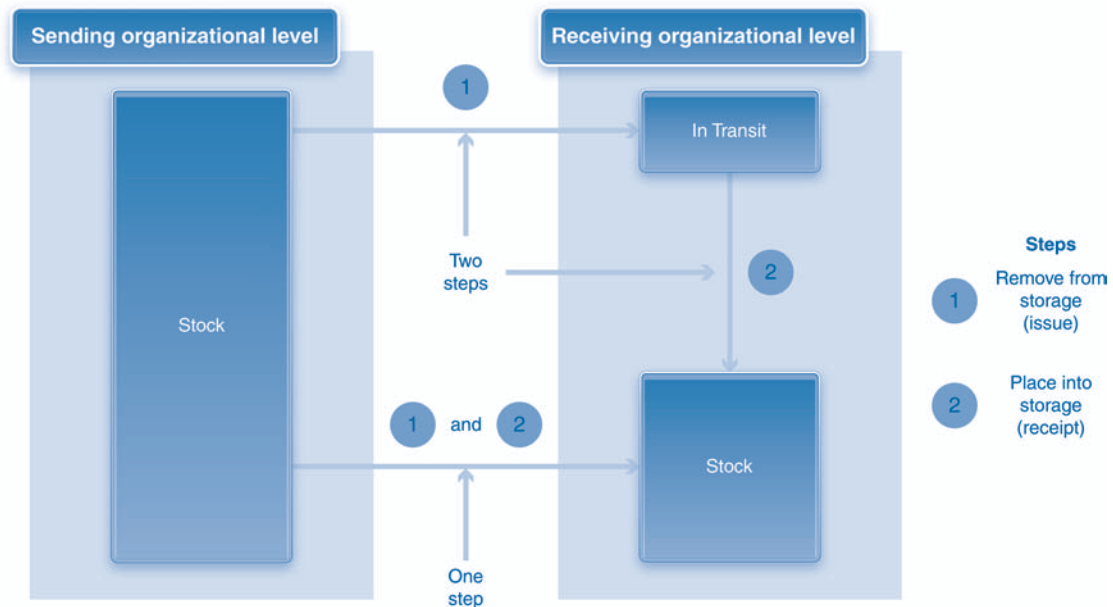 Sending organizational level
Receiving organizational level
1
In Transit
Two
steps
2
Stock
1 and 2
Stock
One
step
Steps
1
Remove from
storage
(issue)
2
Place into
storage
(receipt)